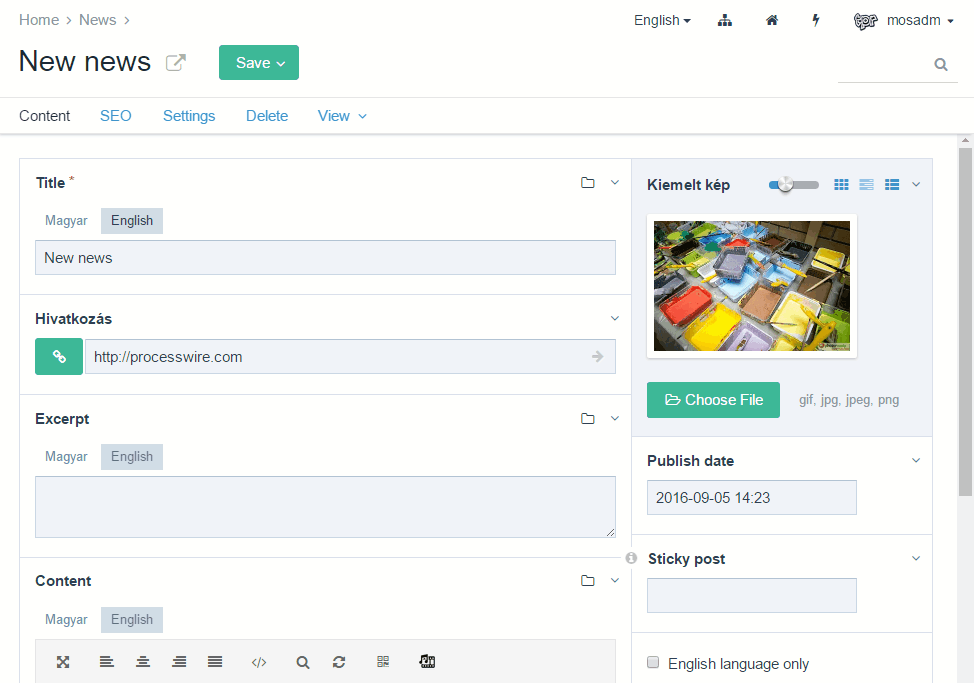 Home > News >
English
mosadm
New news
Save
Content
SEO
Settings
Delete
View
Title *
Magyar
English
New news
Hivatkozás
http://processwire.com
Excerpt
Magyar
English
Content
Magyar
English
Kiemelt kép
Choose File
gif, jpg, jpeg, png
Publish date
2016-09-05 14:23
Sticky post
English language only